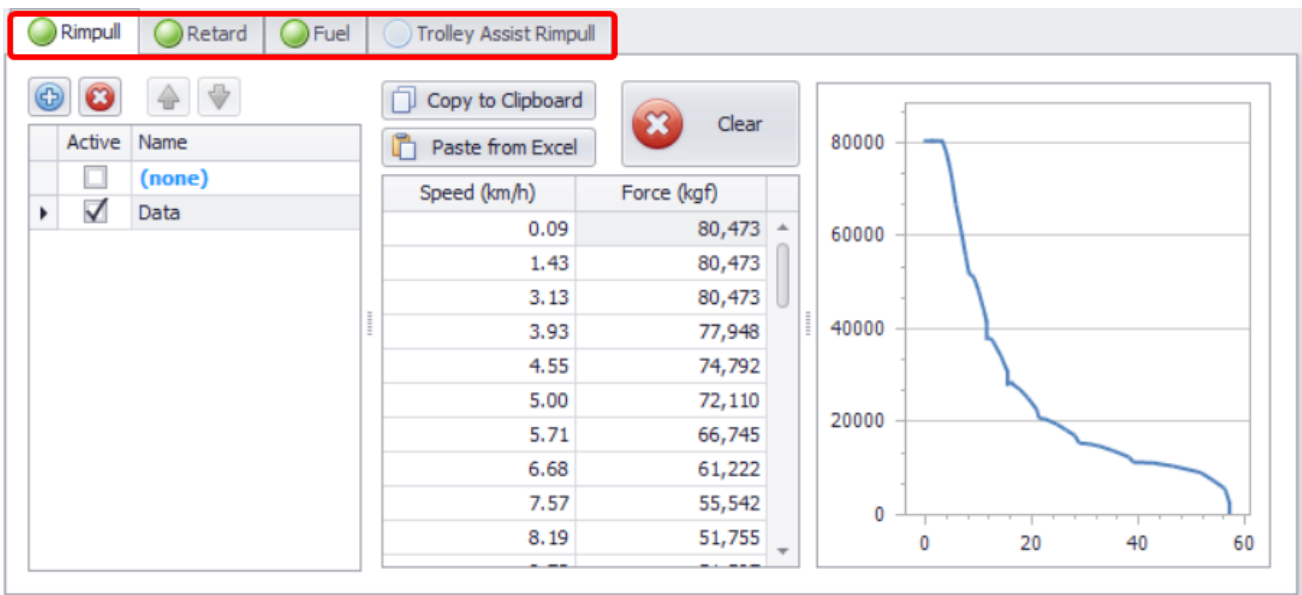 Rimpull Retard Fuel Trolley Assist Rimpull
Copy to Clipboard
Paste from Excel
Clear
Active Name
(none)
Data
Speed (km/h) Force (kgf)
0.09 80,473
1.43 80,473
3.13 80,473
3.93 77,948
4.55 74,792
5.00 72,110
5.71 66,745
6.68 61,222
7.57 55,542
8.19 51,755
80000
60000
40000
20000
0
0 20 40 60